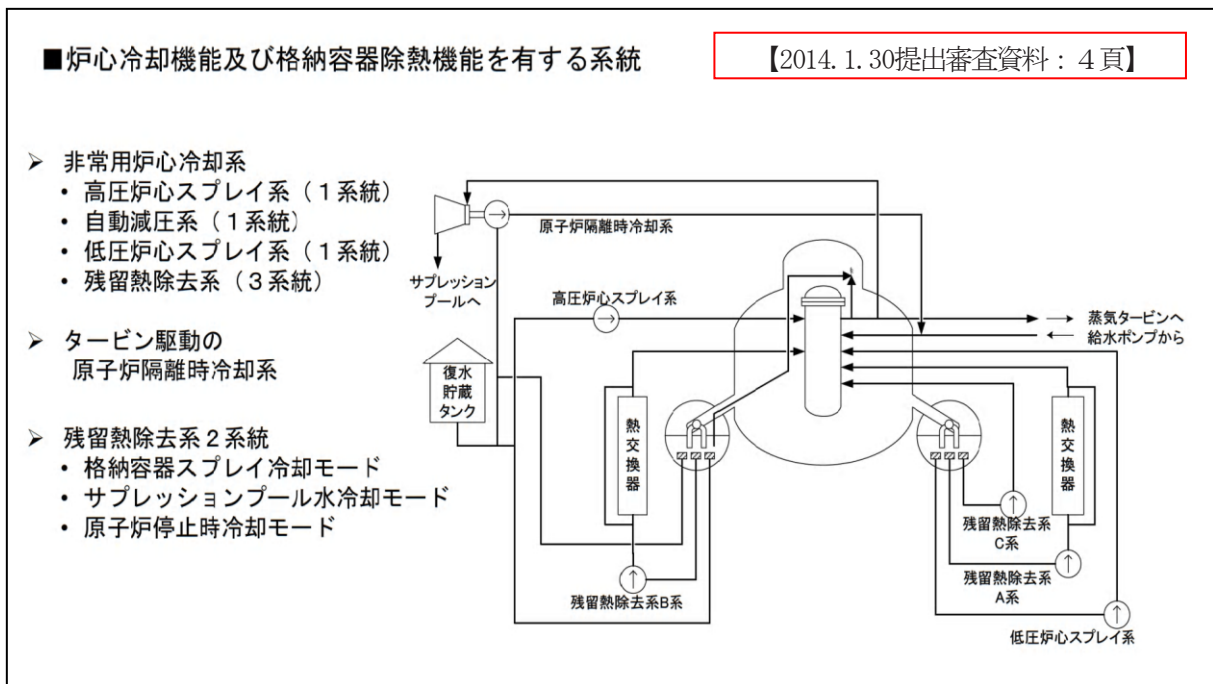 ■炉心冷却機能及び格納容器除熱機能を有する系統
【2014.1.30提出審査資料：４頁】
➢ 非常用炉心冷却系
• 高圧炉心スプレイ系（１系統）
• 自動減圧系（１系統）
• 低圧炉心スプレイ系（１系統）
• 残留熱除去系（３系統）
➢ タービン駆動の
原子炉隔離時冷却系
➢ 残留熱除去系２系統
• 格納容器スプレイ冷却モード
• サプレッションプール水冷却モード
• 原子炉停止時冷却モード
原子炉隔離時冷却系
サプレッション
プールへ
高圧炉心スプレイ系
蒸気タービンへ
給水ポンプから
復水
貯蔵
タンク
熱交換器
熱交換器
残留熱除去系
C系
残留熱除去系
A系
残留熱除去系B系
低圧炉心スプレイ系